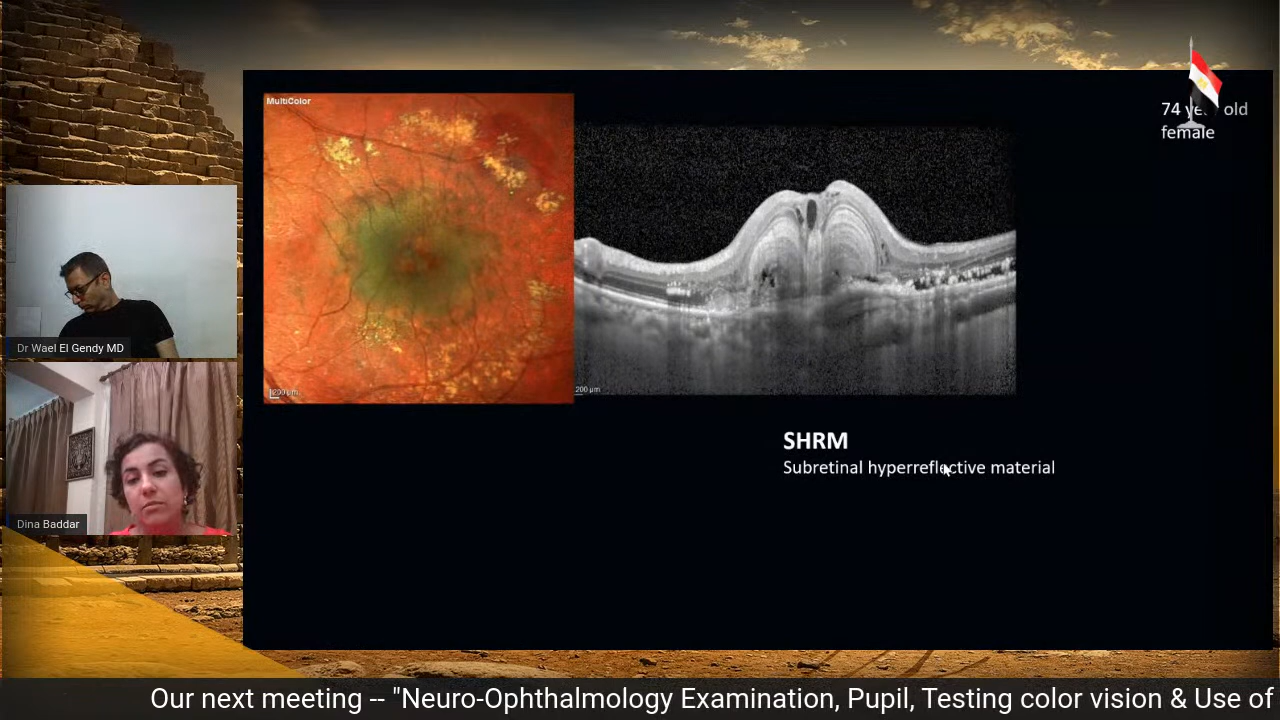 MultiColor
74 ye old
female
200 µm
200 µm
SHRM
Subretinal hyperreflective material
Dr Wael El Gendy MD
Dina Baddar
Our next meeting -- "Neuro-Ophthalmology Examination, Pupil, Testing color vision & Use of